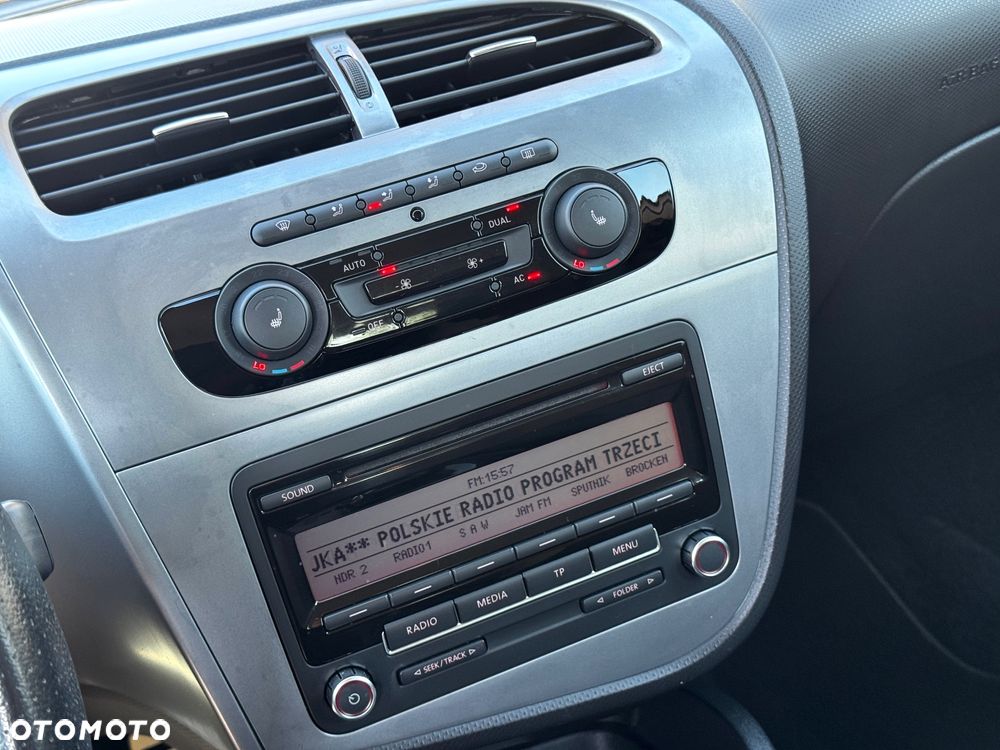 AIRBAG
AUTO
DUAL
AC
OFF
LO
LO
- +
EJECT
SOUND
FM:15:57
JKA** POLSKIE RADIO PROGRAM TRZECI
NDR 2 RADIO1 S A W JAM FM SPUTNIK BROCKEN
RADIO MEDIA TP MENU
SEEK/TRACK
FOLDER
OTOMOTO